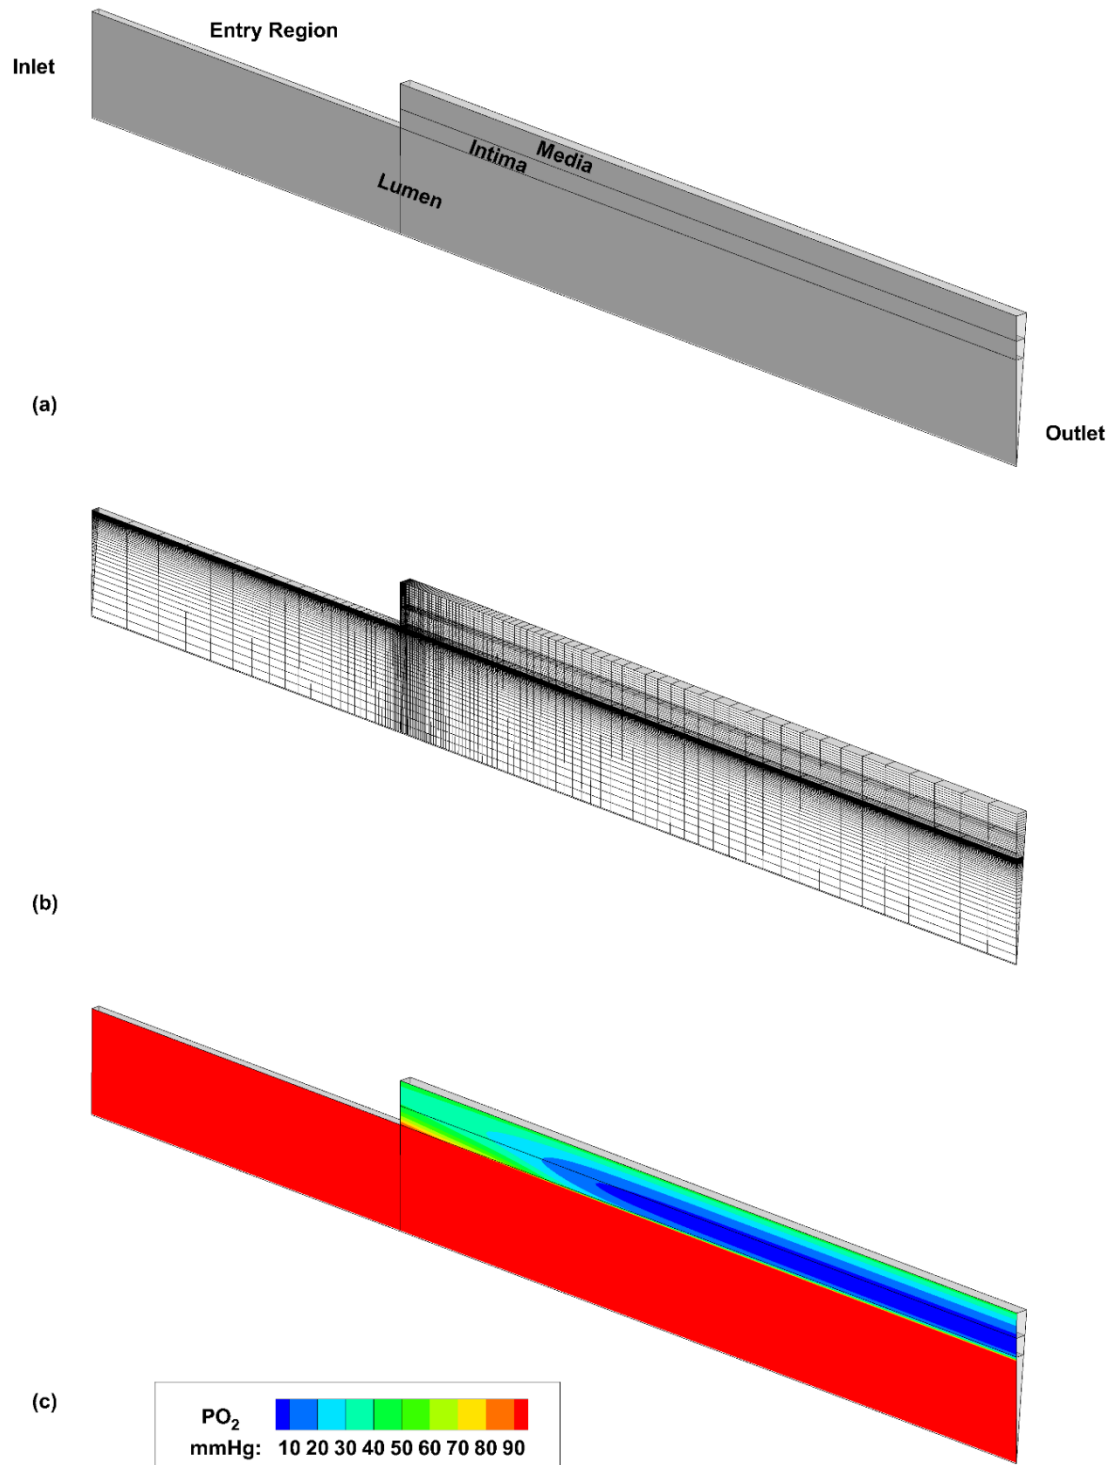 Entry Region
Inlet
Media
Intima
Lumen
(a)
Outlet
(b)
(c)
PO2
mmHg: 10 20 30 40 50 60 70 80 90